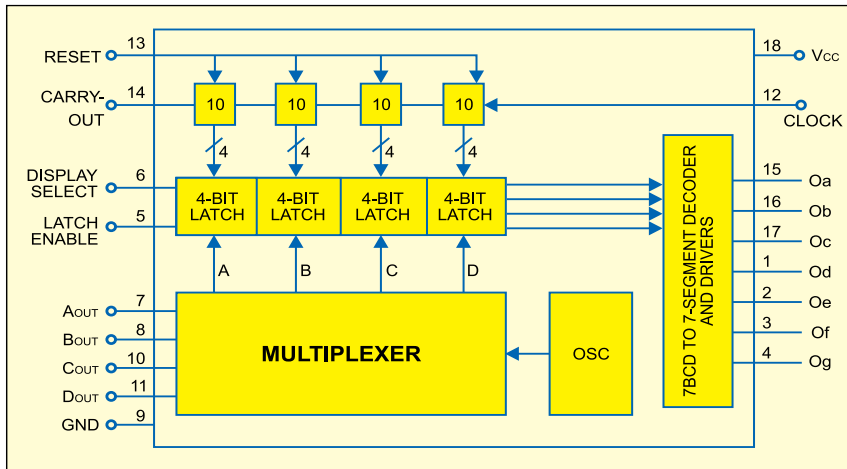 RESET 13
18 Vcc
CARRY-OUT 14
10 10 10 10
12 CLOCK
4 4 4 4
DISPLAY SELECT 6
LATCH ENABLE 5
4-BIT LATCH
4-BIT LATCH
4-BIT LATCH
4-BIT LATCH
7BCD TO 7-SEGMENT DECODER AND DRIVERS
15 Oa
16 Ob
17 Oc
1 Od
2 Oe
3 Of
4 Og
A B C D
AOUT 7
BOUT 8
COUT 10
DOUT 11
GND 9
MULTIPLEXER
OSC